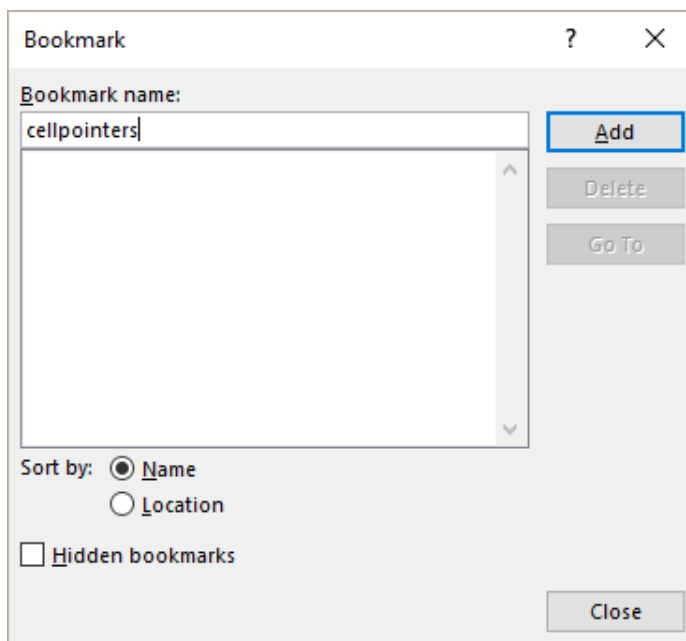 Bookmark ?
Bookmark name:
cellpointers
Add
Delete
Go To
Sort by: Name
Location
Hidden bookmarks
Close